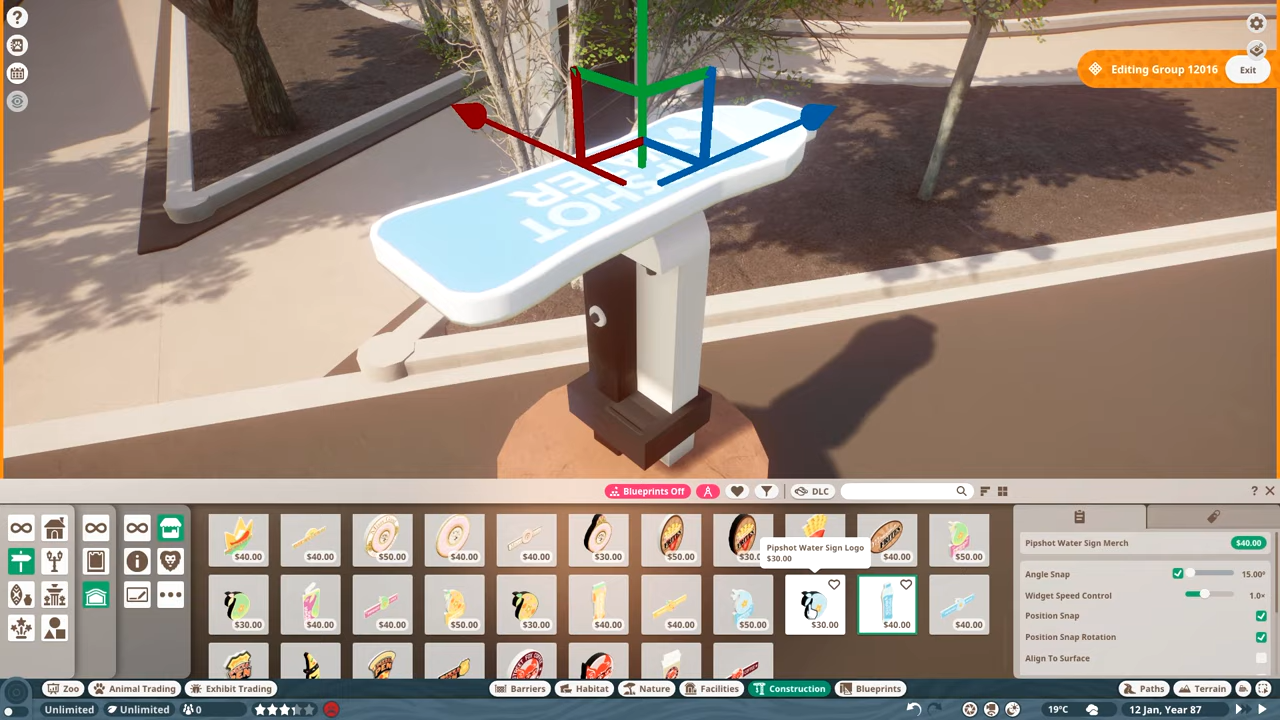 Editing Group 12016
Exit
PIPSHOT
WATER
Blueprints Off
DLC
Pipshot Water Sign Logo
$30.00
$40.00
$40.00
$50.00
$40.00
$40.00
$30.00
$50.00
$30.00
$40.00
$50.00
$30.00
$40.00
$40.00
$50.00
$30.00
$40.00
$40.00
$50.00
$30.00
$40.00
$40.00
Pipshot Water Sign Merch
$40.00
Angle Snap
15.00°
Widget Speed Control
1.0x
Position Snap
Position Snap Rotation
Align To Surface
Zoo
Animal Trading
Exhibit Trading
Barriers
Habitat
Nature
Facilities
Construction
Blueprints
Paths
Terrain
Unlimited
Unlimited
0
19°C
12 Jan, Year 87